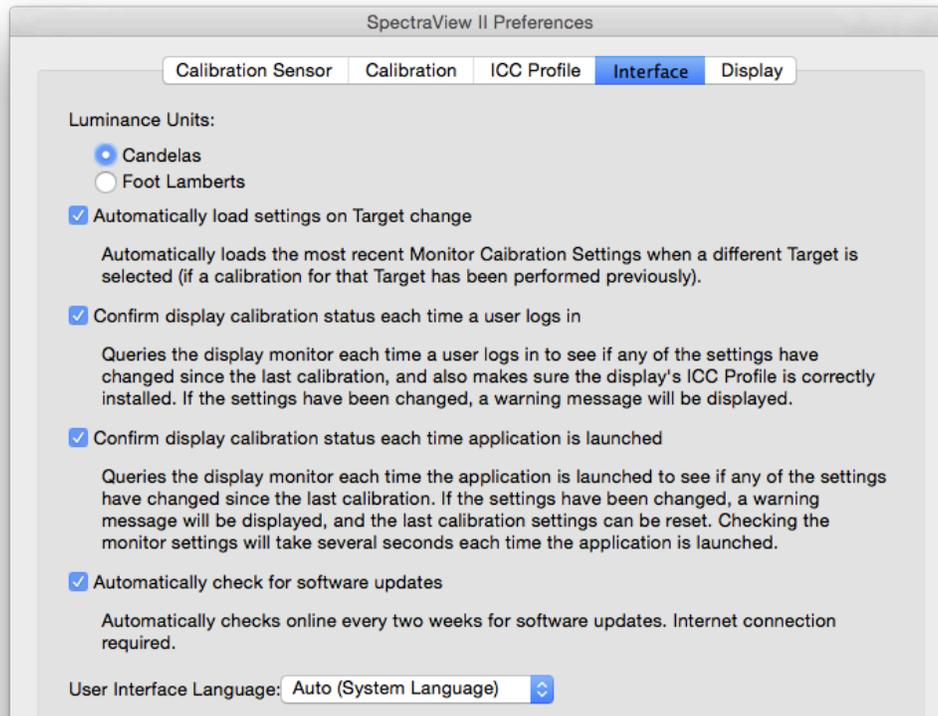 SpectraView II Preferences
Calibration Sensor Calibration ICC Profile Interface Display
Luminance Units:
Candelas
Foot Lamberts
Automatically load settings on Target change
Automatically loads the most recent Monitor Caibration Settings when a different Target is
selected (if a calibration for that Target has been performed previously).
Confirm display calibration status each time a user logs in
Queries the display monitor each time a user logs in to see if any of the settings have
changed since the last calibration, and also makes sure the display's ICC Profile is correctly
installed. If the settings have been changed, a warning message will be displayed.
Confirm display calibration status each time application is launched
Queries the display monitor each time the application is launched to see if any of the settings
have changed since the last calibration. If the settings have been changed, a warning
message will be displayed, and the last calibration settings can be reset. Checking the
monitor settings will take several seconds each time the application is launched.
Automatically check for software updates
Automatically checks online every two weeks for software updates. Internet connection
required.
User Interface Language: Auto (System Language)